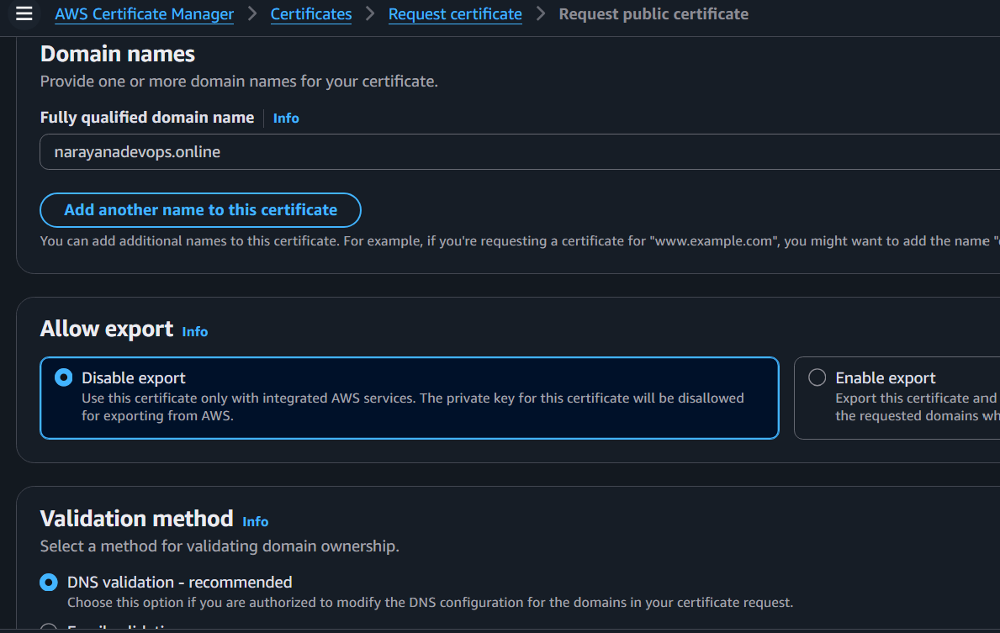 AWS Certificate Manager > Certificates > Request certificate > Request public certificate
Domain names
Provide one or more domain names for your certificate.
Fully qualified domain name Info
narayanadevops.online
Add another name to this certificate
You can add additional names to this certificate. For example, if you're requesting a certificate for "www.example.com", you might want to add the name "
Allow export Info
Disable export
Use this certificate only with integrated AWS services. The private key for this certificate will be disallowed
for exporting from AWS.
Enable export
Export this certificate and
the requested domains wh
Validation method Info
Select a method for validating domain ownership.
DNS validation - recommended
Choose this option if you are authorized to modify the DNS configuration for the domains in your certificate request.